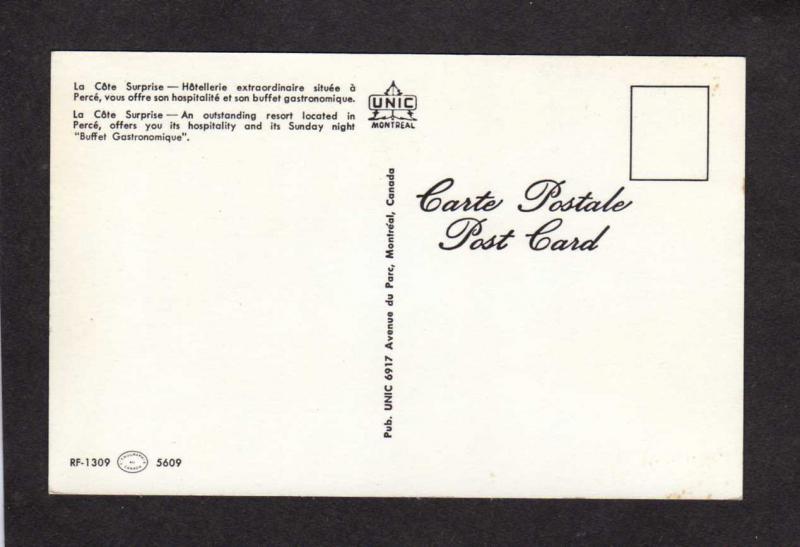 La Côte Surprise — Hôtellerie extraordinaire située à
Percé, vous offre son hospitalité et son buffet gastronomique.
La Côte Surprise — An outstanding resort located in
Percé, offers you its hospitality and its Sunday night
"Buffet Gastronomique".
UNIC
MONTREAL
Pub. UNIC 6917 Avenue du Parc, Montréal, Canada
Carte Postale
Post Card
RF-1309
5609